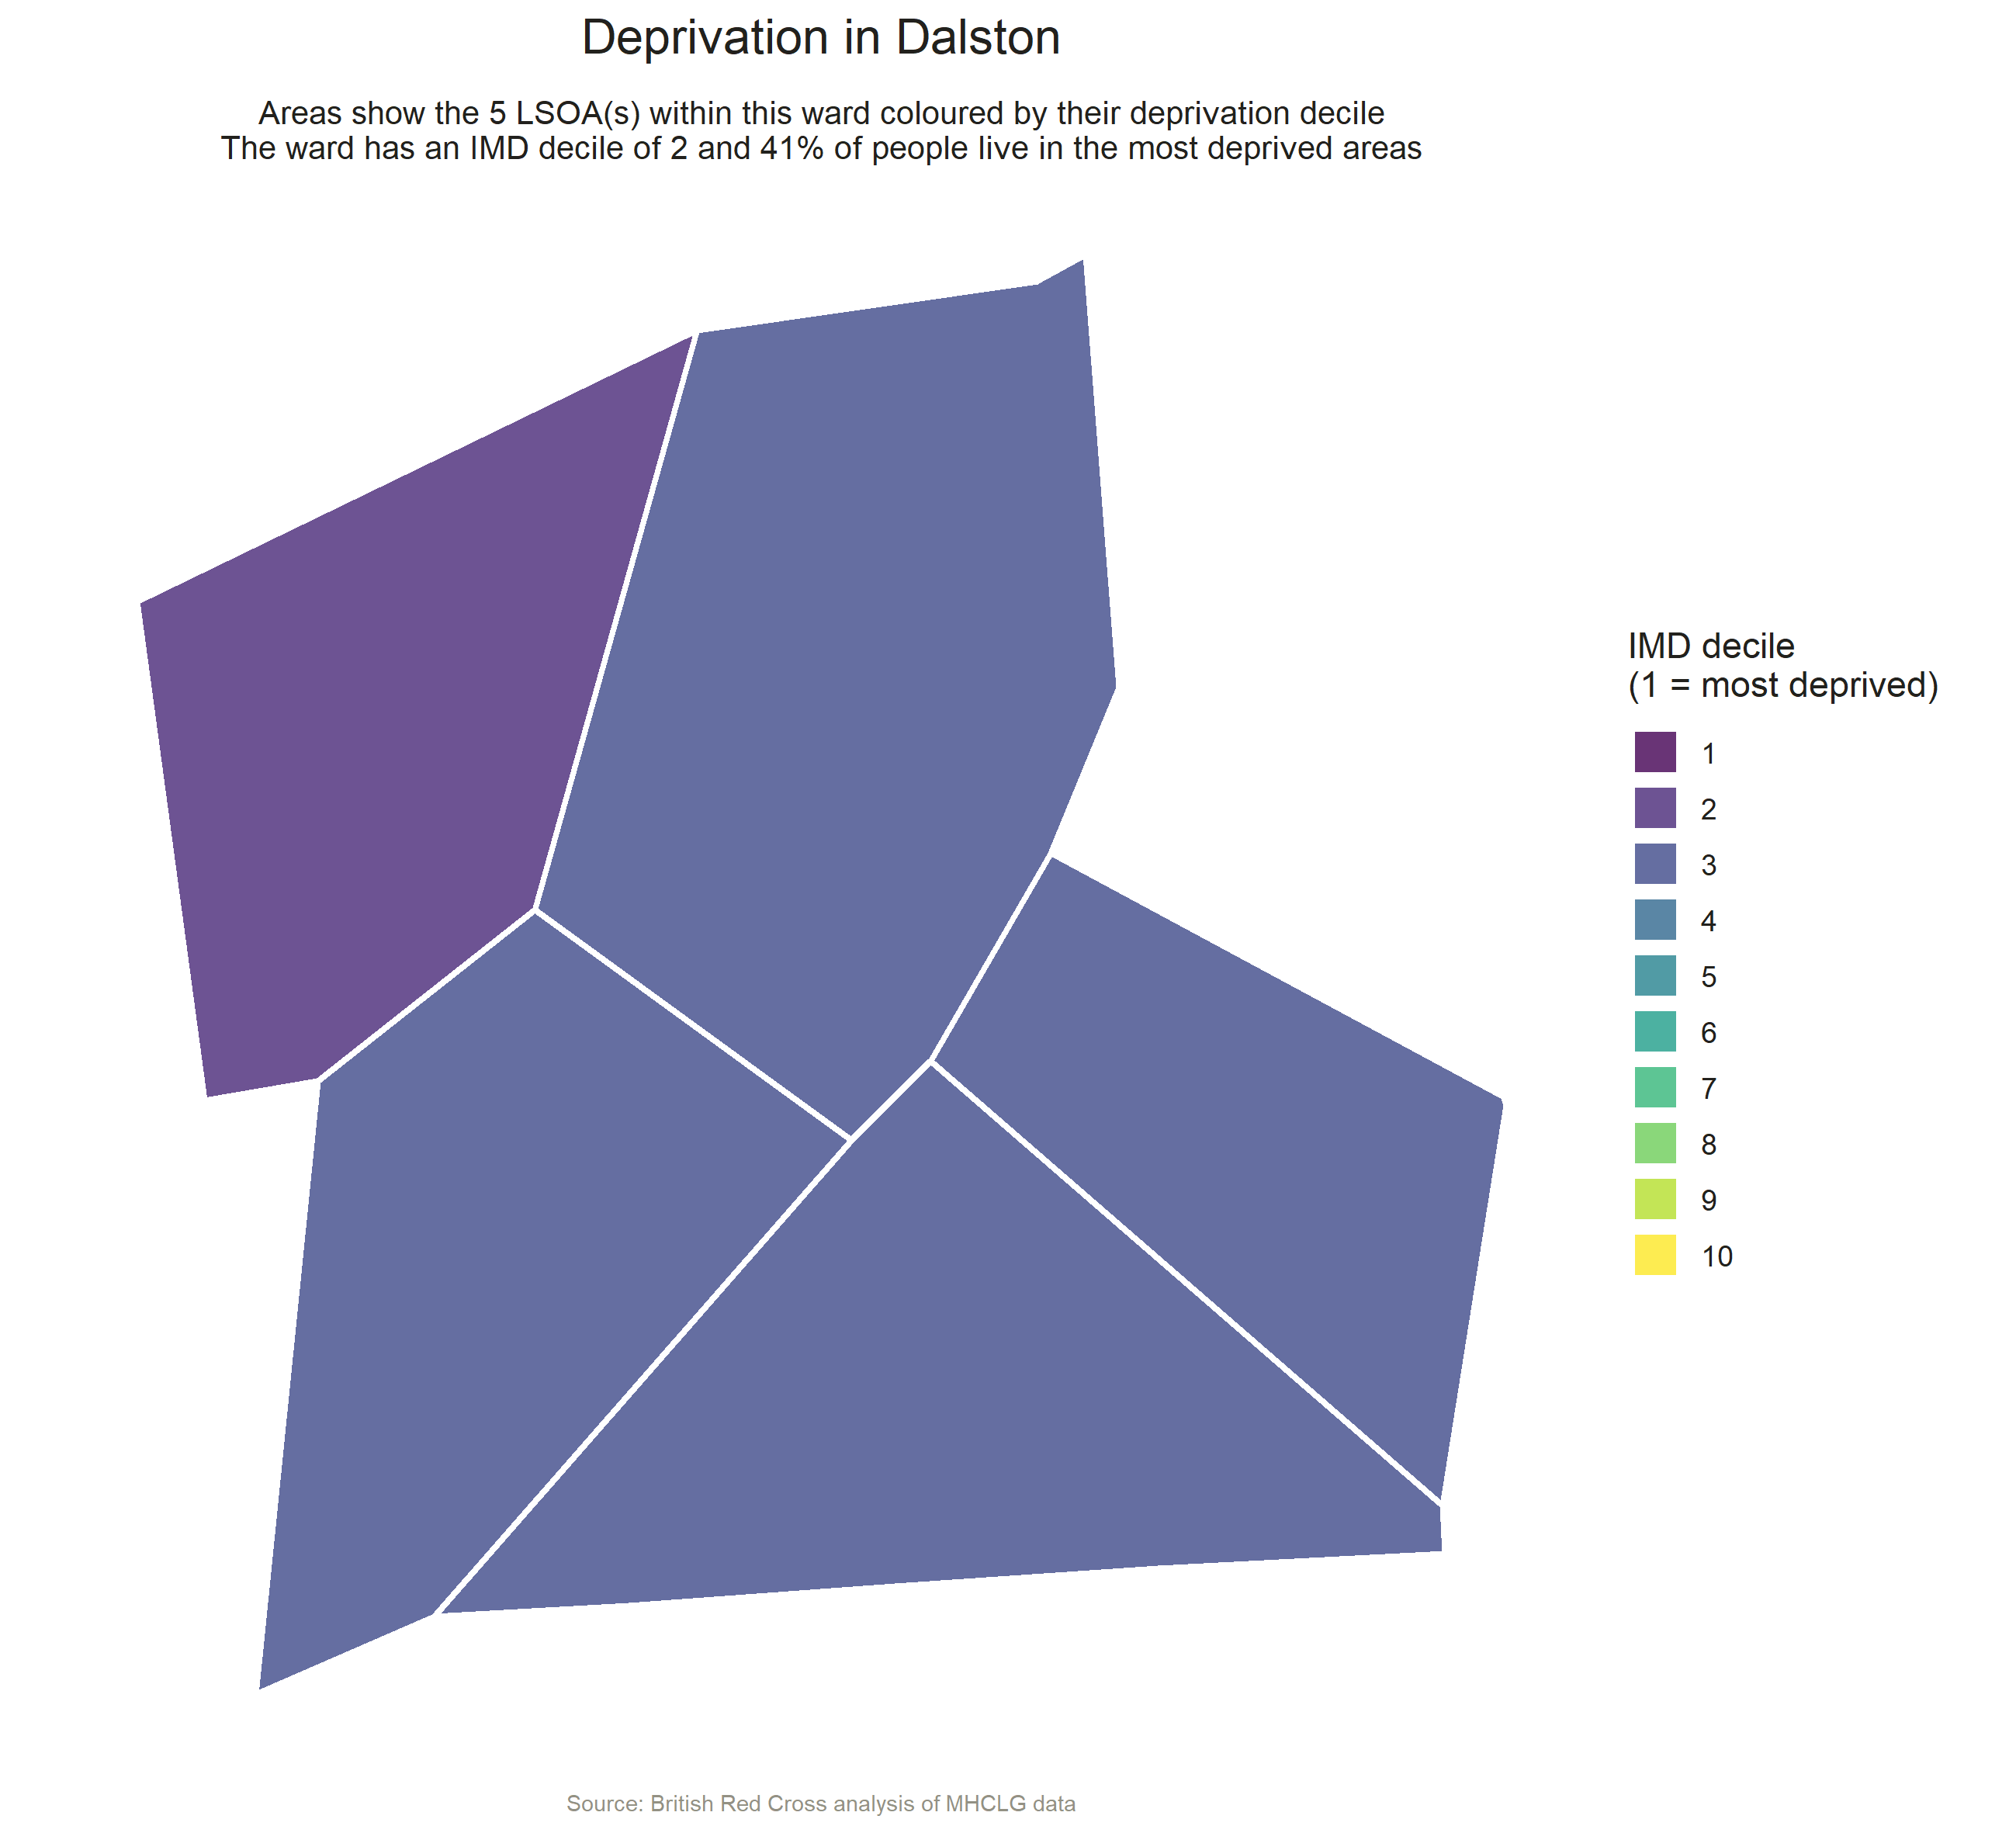 Deprivation in Dalston
Areas show the 5 LSOA(s) within this ward coloured by their deprivation decile
The ward has an IMD decile of 2 and 41% of people live in the most deprived areas
IMD decile
(1 = most deprived)
1
2
3
4
5
6
7
8
9
10
Source: British Red Cross analysis of MHCLG data